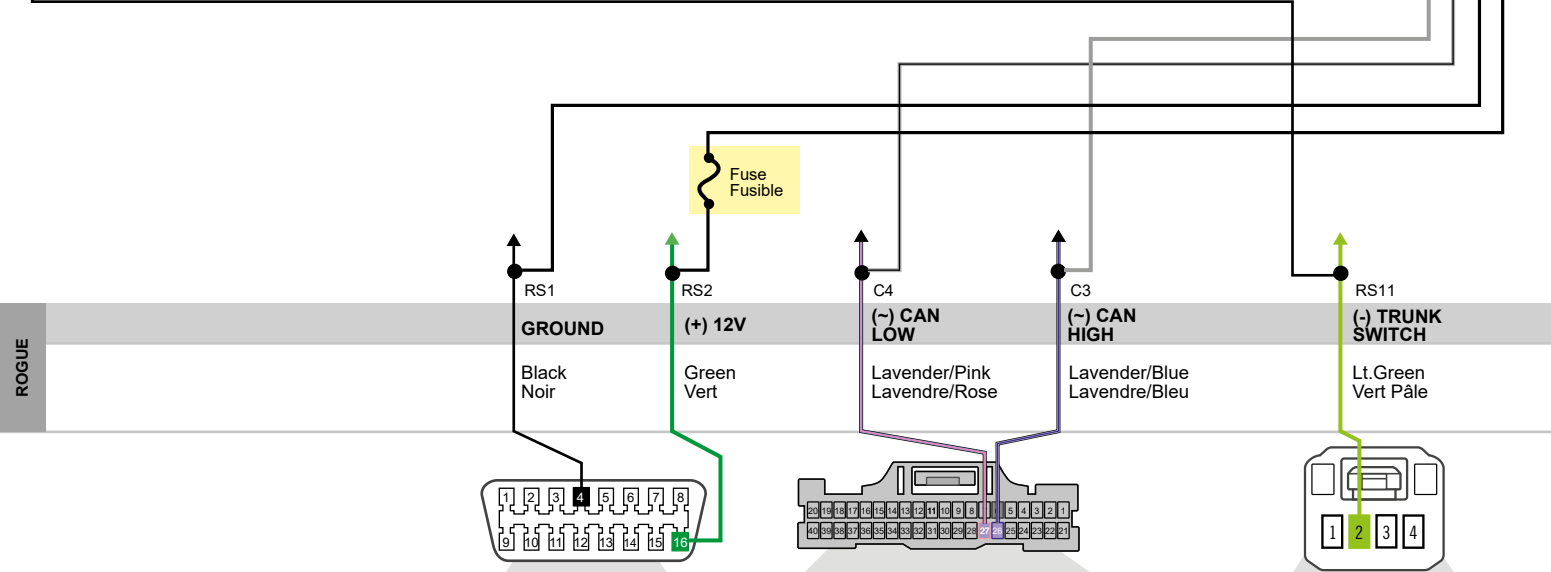 Fuse
Fusible
RS1
RS2
C4
C3
RS11
ROGUE
GROUND
(+) 12V
(~) CAN
LOW
(~) CAN
HIGH
(-) TRUNK
SWITCH
Black
Noir
Green
Vert
Lavender/Pink
Lavendre/Rose
Lavender/Blue
Lavendre/Bleu
Lt.Green
Vert Pâle
1 2 3 4 5 6 7 8
9 10 11 12 13 14 15 16
20 19 18 17 16 15 14 13 12 11 10 9 8 5 4 3 2 1
40 39 38 37 36 35 34 33 32 31 30 29 28 27 26 25 24 23 22 21
1 2 3 4